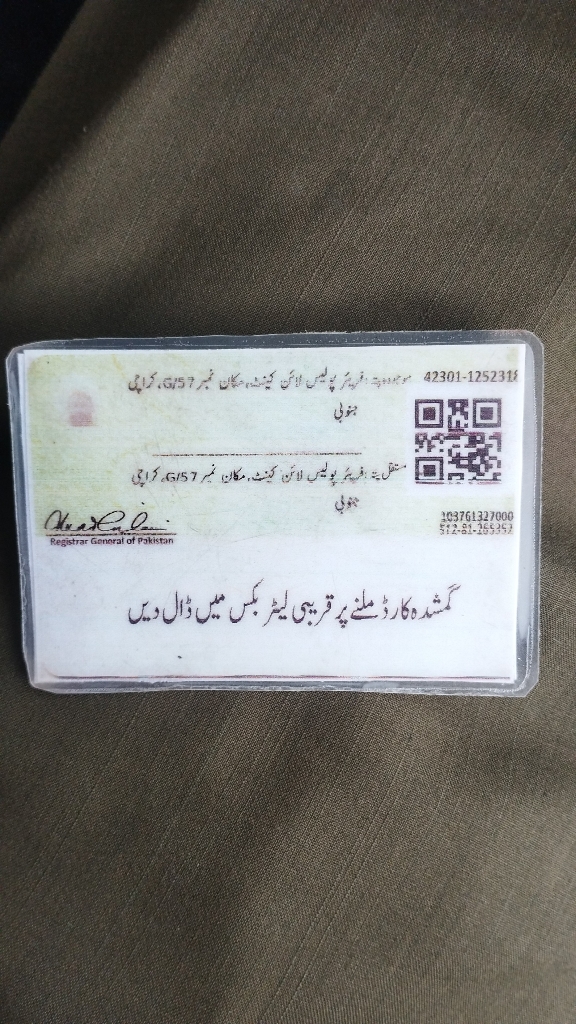 42301-1252318
موجودہ پتہ: فریئر پولیس لائن کینٹ، مکان نمبر G/57، کراچی
جنوبی
مستقل پتہ: فریئر پولیس لائن کینٹ، مکان نمبر G/57، کراچی
جنوبی
103761327000
Registrar General of Pakistan
گمشدہ کارڈ ملنے پر قریبی لیٹر بکس میں ڈال دیں